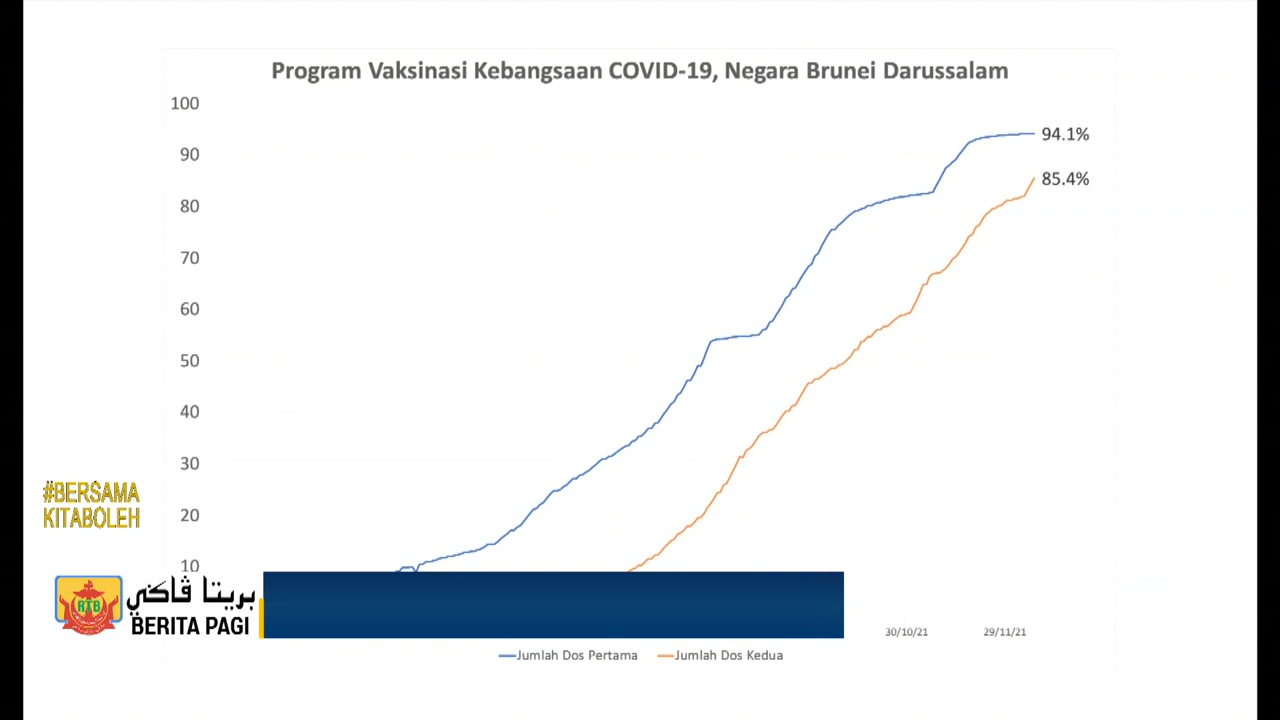 Program Vaksinasi Kebangsaan COVID-19, Negara Brunei Darussalam
100
90
80
70
60
50
40
30
20
10
94.1%
85.4%
30/10/21
29/11/21
Jumlah Dos Pertama
Jumlah Dos Kedua
#BERSAMA
KITABOLEH
RTB
بريتا ڤاݢي
BERITA PAGI